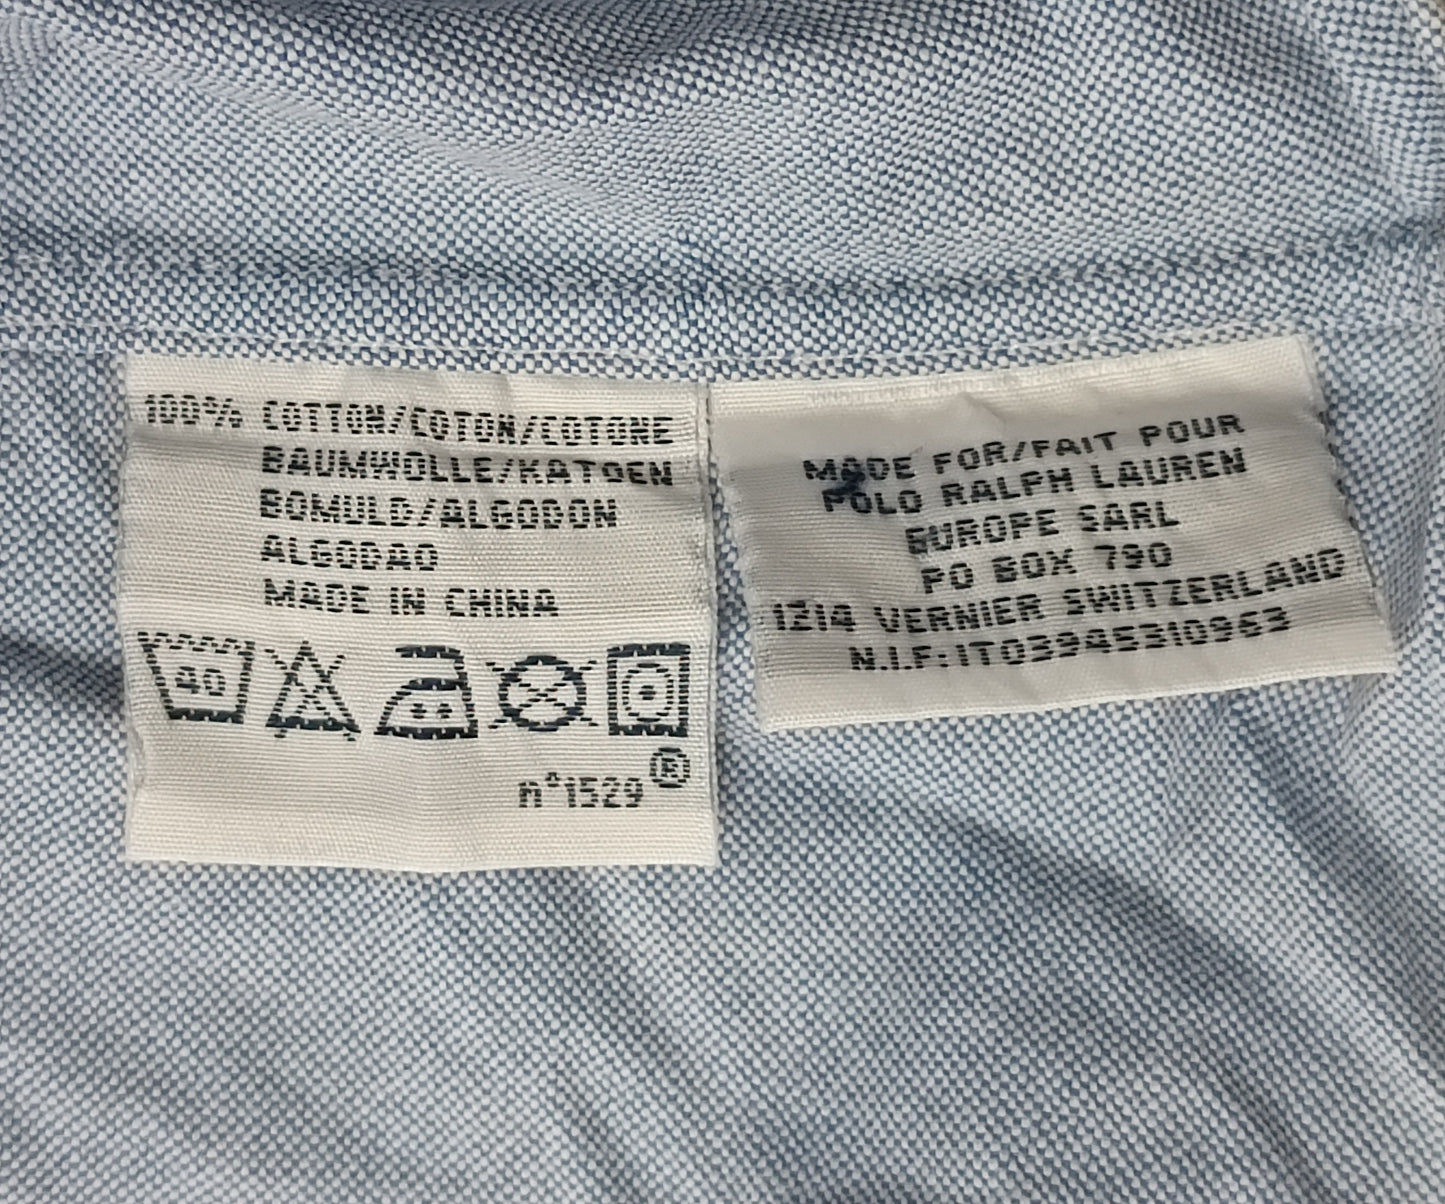 100% COTTON/COTON/COTONE
BAUMWOLLE/KATOEN
BOMULD/ALGODON
ALGODAO
MADE IN CHINA
40
n°1529 ®
MADE FOR/FAIT POUR
POLO RALPH LAUREN
EUROPE SARL
PO BOX 790
1214 VERNIER SWITZERLAND
N.I.F:IT03945310963